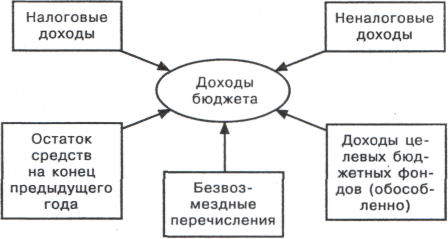 Налоговые
доходы
Неналоговые
доходы
Доходы
бюджета
Остаток
средств
на конец
предыдущего
года
Безвоз-
мездные
перечисления
Доходы це-
левых бюд-
жетных фон-
дов (обособ-
ленно)